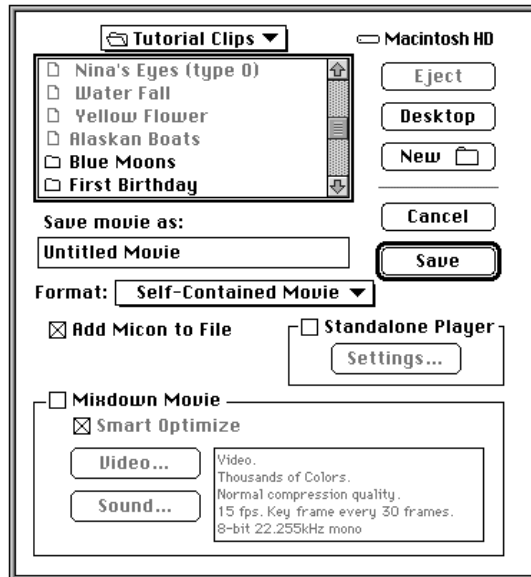 Tutorial Clips
Macintosh HD
Nina's Eyes (type 0)
Water Fall
Yellow Flower
Alaskan Boats
Blue Moons
First Birthday
Eject
Desktop
New
Save movie as:
Untitled Movie
Cancel
Save
Format: Self-Contained Movie
Add Micon to File
Standalone Player
Settings...
Mixdown Movie
Smart Optimize
Video...
Sound...
Video.
Thousands of Colors.
Normal compression quality.
15 fps. Key frame every 30 frames.
8-bit 22.255kHz mono